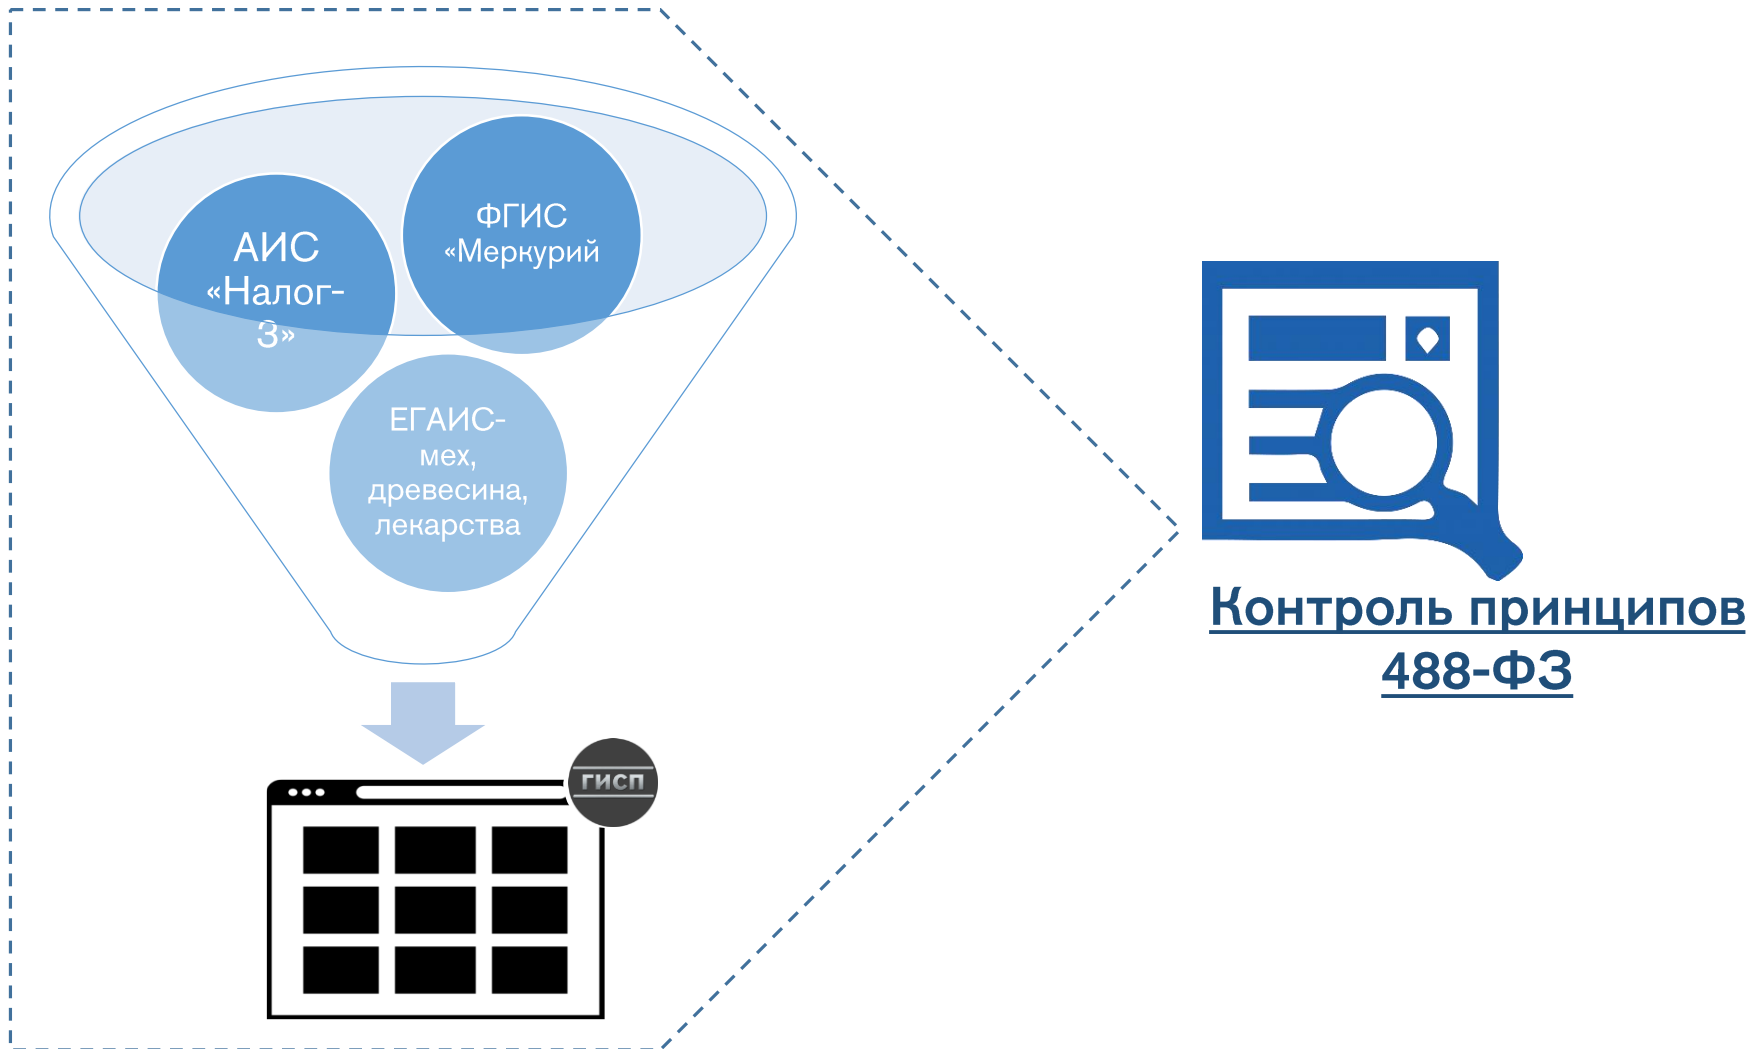 АИС
«Налог-
3»
ФГИС
«Меркурий
ЕГАИС-
мех,
древесина,
лекарства
ГИСП
Контроль принципов
488-ФЗ